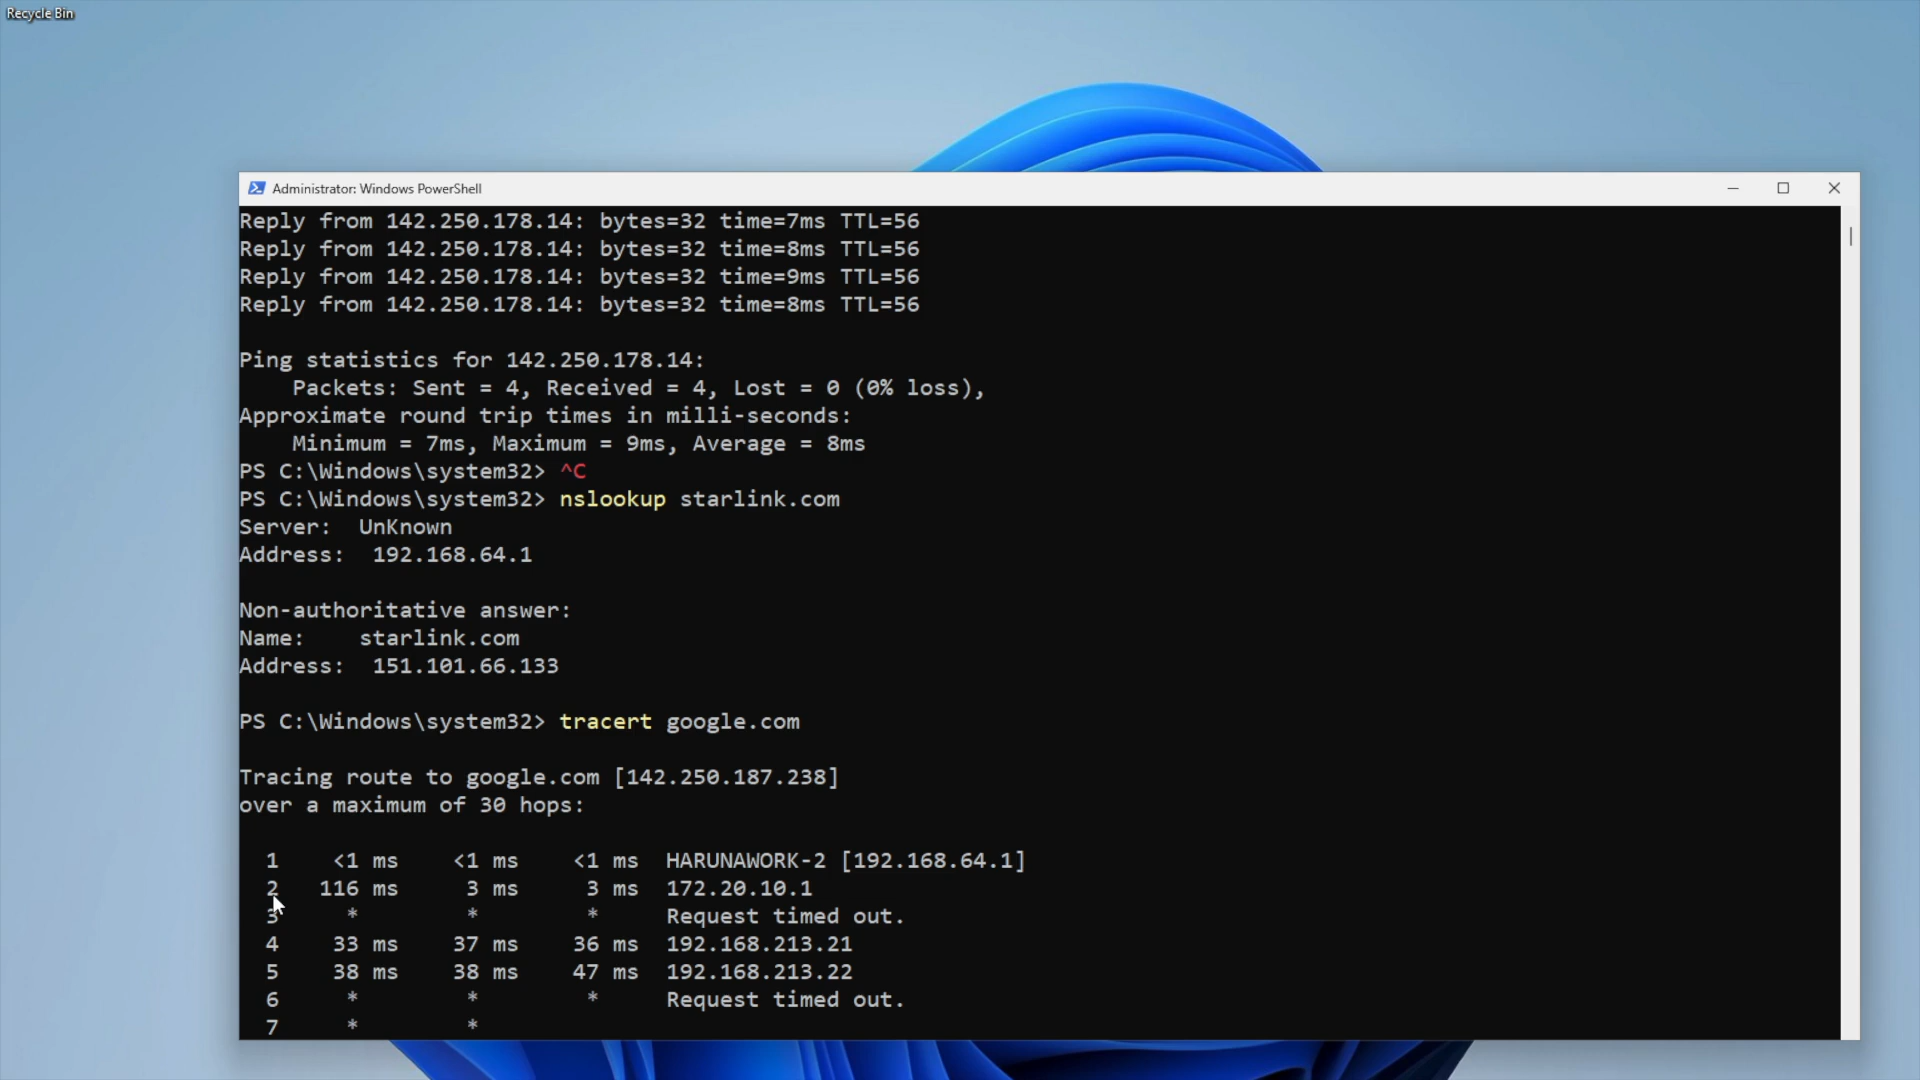 Recycle Bin
Administrator: Windows PowerShell
Reply from 142.250.178.14: bytes=32 time=7ms TTL=56
Reply from 142.250.178.14: bytes=32 time=8ms TTL=56
Reply from 142.250.178.14: bytes=32 time=9ms TTL=56
Reply from 142.250.178.14: bytes=32 time=8ms TTL=56
Ping statistics for 142.250.178.14:
    Packets: Sent = 4, Received = 4, Lost = 0 (0% loss),
Approximate round trip times in milli-seconds:
    Minimum = 7ms, Maximum = 9ms, Average = 8ms
PS C:\Windows\system32> ^C
PS C:\Windows\system32> nslookup starlink.com
Server:  UnKnown
Address:  192.168.64.1
Non-authoritative answer:
Name:    starlink.com
Address:  151.101.66.133
PS C:\Windows\system32> tracert google.com
Tracing route to google.com [142.250.187.238]
over a maximum of 30 hops:
  1    <1 ms    <1 ms    <1 ms  HARUNAWORK-2 [192.168.64.1]
  2   116 ms     3 ms     3 ms  172.20.10.1
  3     *        *        *     Request timed out.
  4    33 ms    37 ms    36 ms  192.168.213.21
  5    38 ms    38 ms    47 ms  192.168.213.22
  6     *        *        *     Request timed out.
  7     *        *